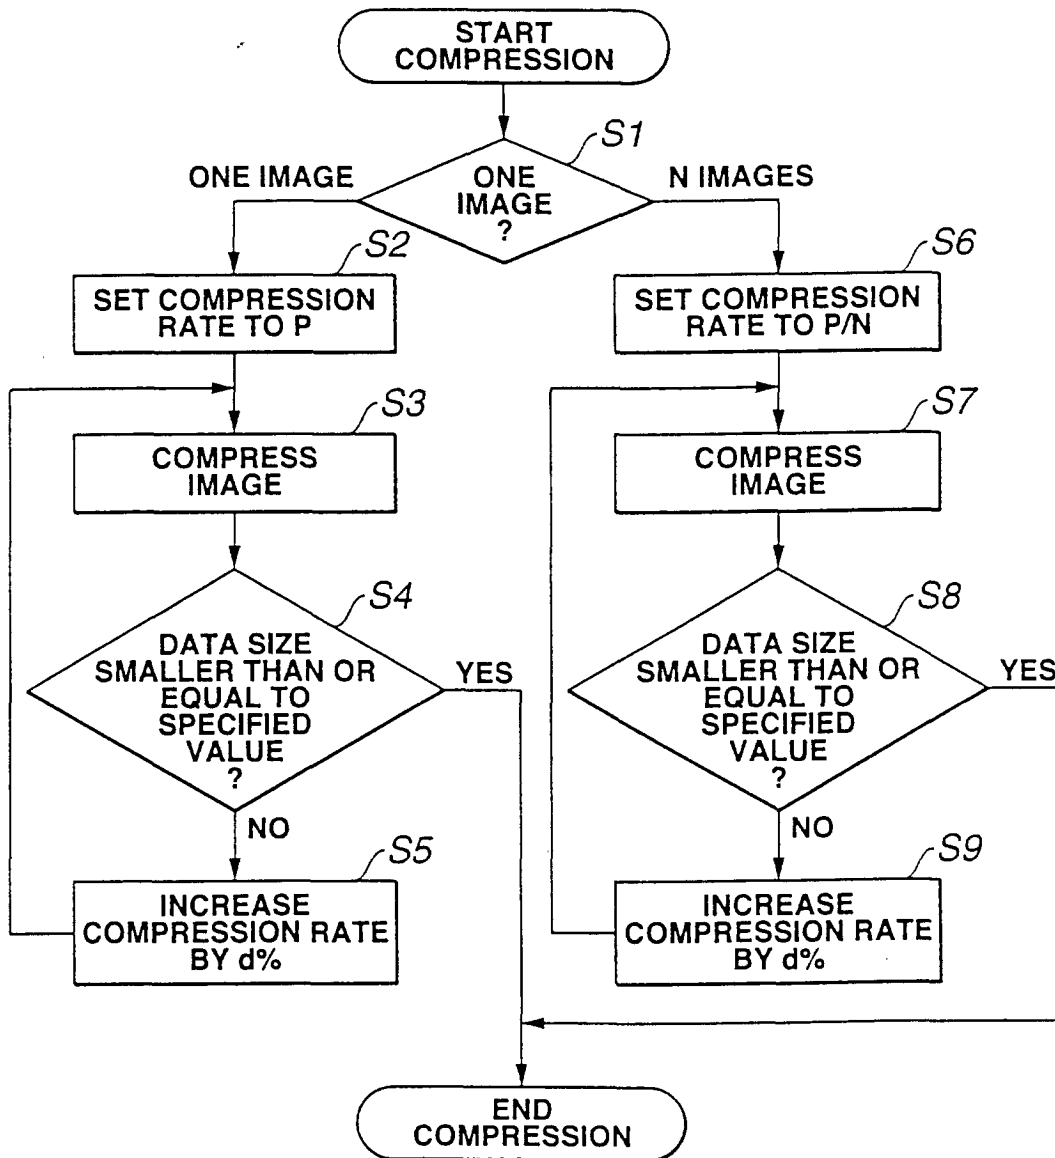 START
COMPRESSION
S1
ONE IMAGE
ONE
IMAGE
?
N IMAGES
S2
SET COMPRESSION
RATE TO P
S6
SET COMPRESSION
RATE TO P/N
S3
COMPRESS
IMAGE
S7
COMPRESS
IMAGE
S4
DATA SIZE
SMALLER THAN OR
EQUAL TO
SPECIFIED
VALUE
?
YES
NO
S8
DATA SIZE
SMALLER THAN OR
EQUAL TO
SPECIFIED
VALUE
?
YES
NO
S5
INCREASE
COMPRESSION RATE
BY d%
S9
INCREASE
COMPRESSION RATE
BY d%
END
COMPRESSION